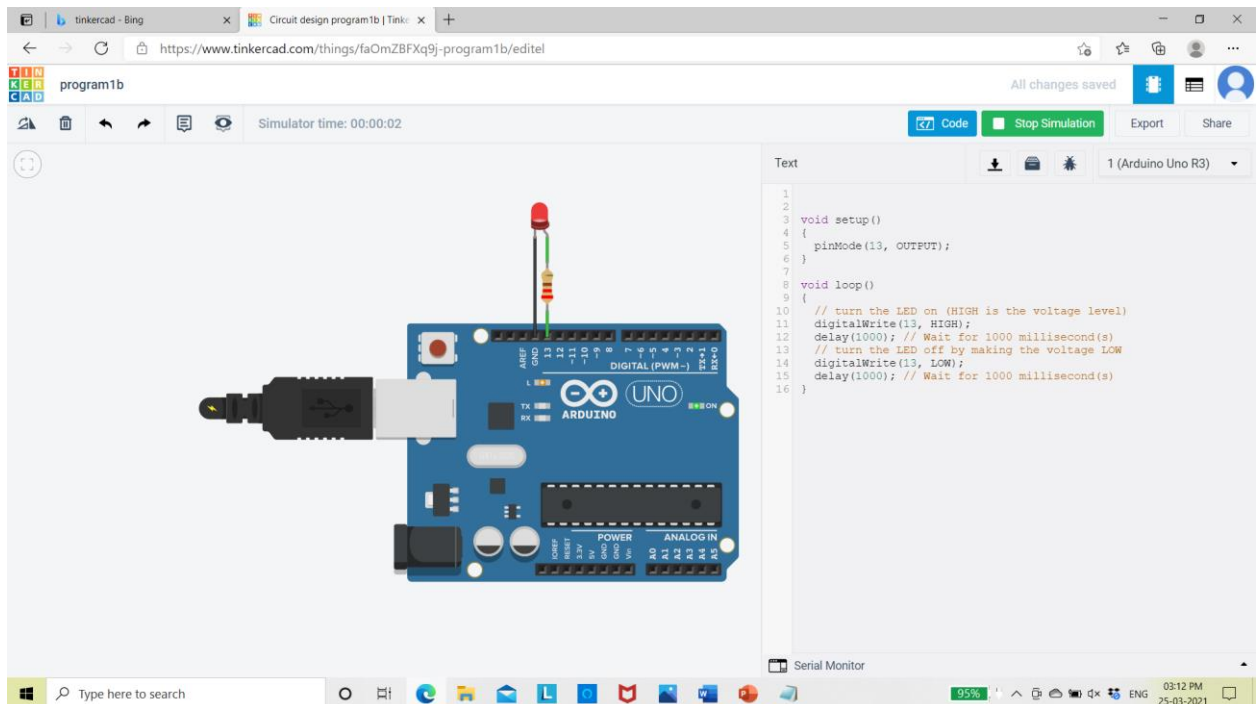 tinkercad - Bing
Circuit design program1b | Tinke
https://www.tinkercad.com/things/faOmZBFXq9j-program1b/editel
TIN
KER
CAD
program1b
All changes saved
Simulator time: 00:00:02
Code
Stop Simulation
Export
Share
Text
1 (Arduino Uno R3)
1
2
3 void setup()
4 {
5 pinMode(13, OUTPUT);
6 }
7
8 void loop()
9 {
10 // turn the LED on (HIGH is the voltage level)
11 digitalWrite(13, HIGH);
12 delay(1000); // Wait for 1000 millisecond(s)
13 // turn the LED off by making the voltage LOW
14 digitalWrite(13, LOW);
15 delay(1000); // Wait for 1000 millisecond(s)
16 }
AREF
GND
13
12
~11
~10
~9
8
7
~6
~5
4
~3
2
TX→1
RX←0
DIGITAL (PWM~)
L
TX
RX
ARDUINO
UNO
ON
IOREF
RESET
3.3V
5V
GND
GND
Vin
POWER
ANALOG IN
A0
A1
A2
A3
A4
A5
Serial Monitor
Type here to search
95%
ENG
03:12 PM
25-03-2021